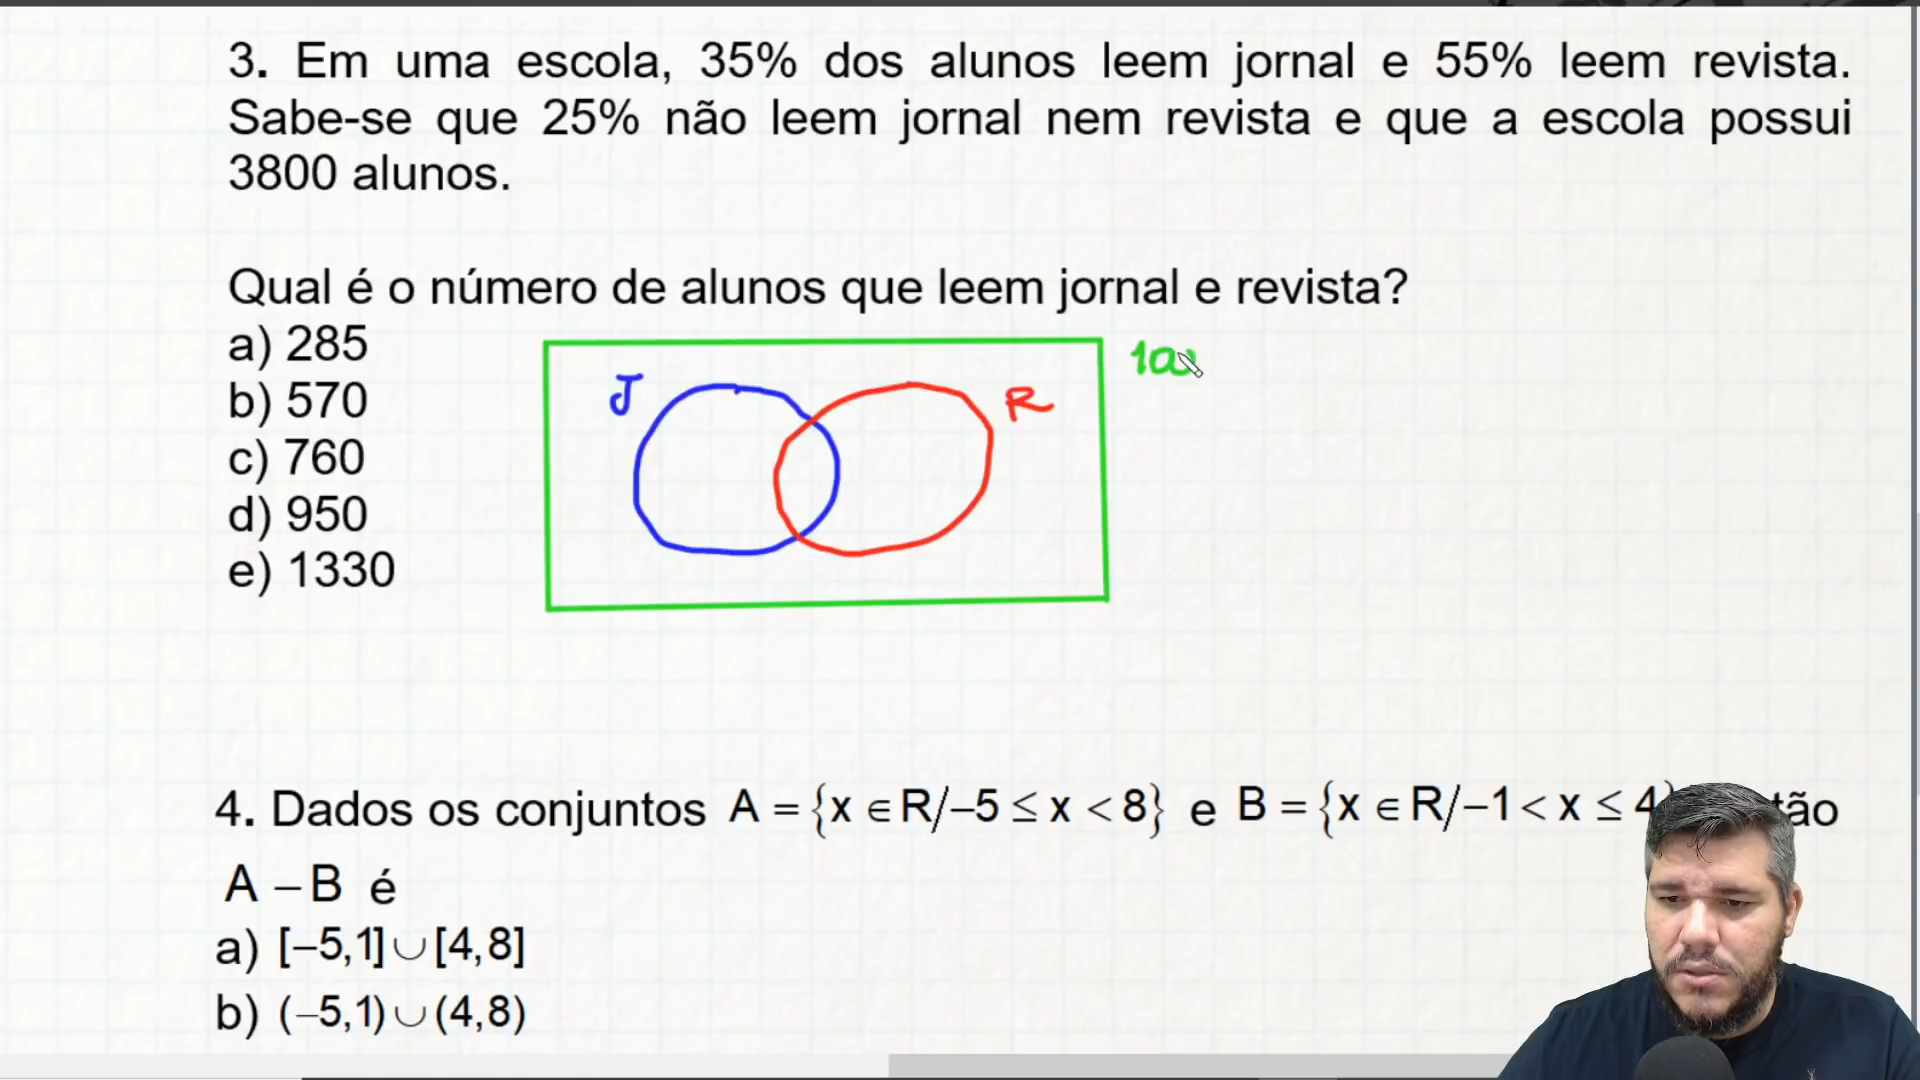 3. Em uma escola, 35% dos alunos leem jornal e 55% leem revista.
Sabe-se que 25% não leem jornal nem revista e que a escola possui
3800 alunos.
Qual é o número de alunos que leem jornal e revista?
a) 285
b) 570
c) 760
d) 950
e) 1330
J
R
100
4. Dados os conjuntos A = {x ∈ R/–5 ≤ x < 8} e B = {x ∈ R/–1 < x ≤ 4
A – B é
a) [–5,1]∪[4,8]
b) (–5,1)∪(4,8)